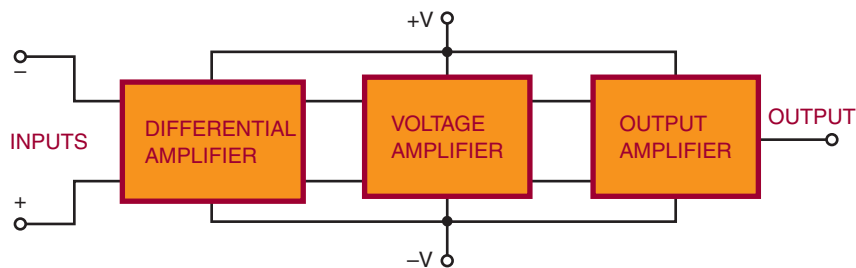 +V
–
INPUTS
DIFFERENTIAL
AMPLIFIER
VOLTAGE
AMPLIFIER
OUTPUT
AMPLIFIER
OUTPUT
+
–V